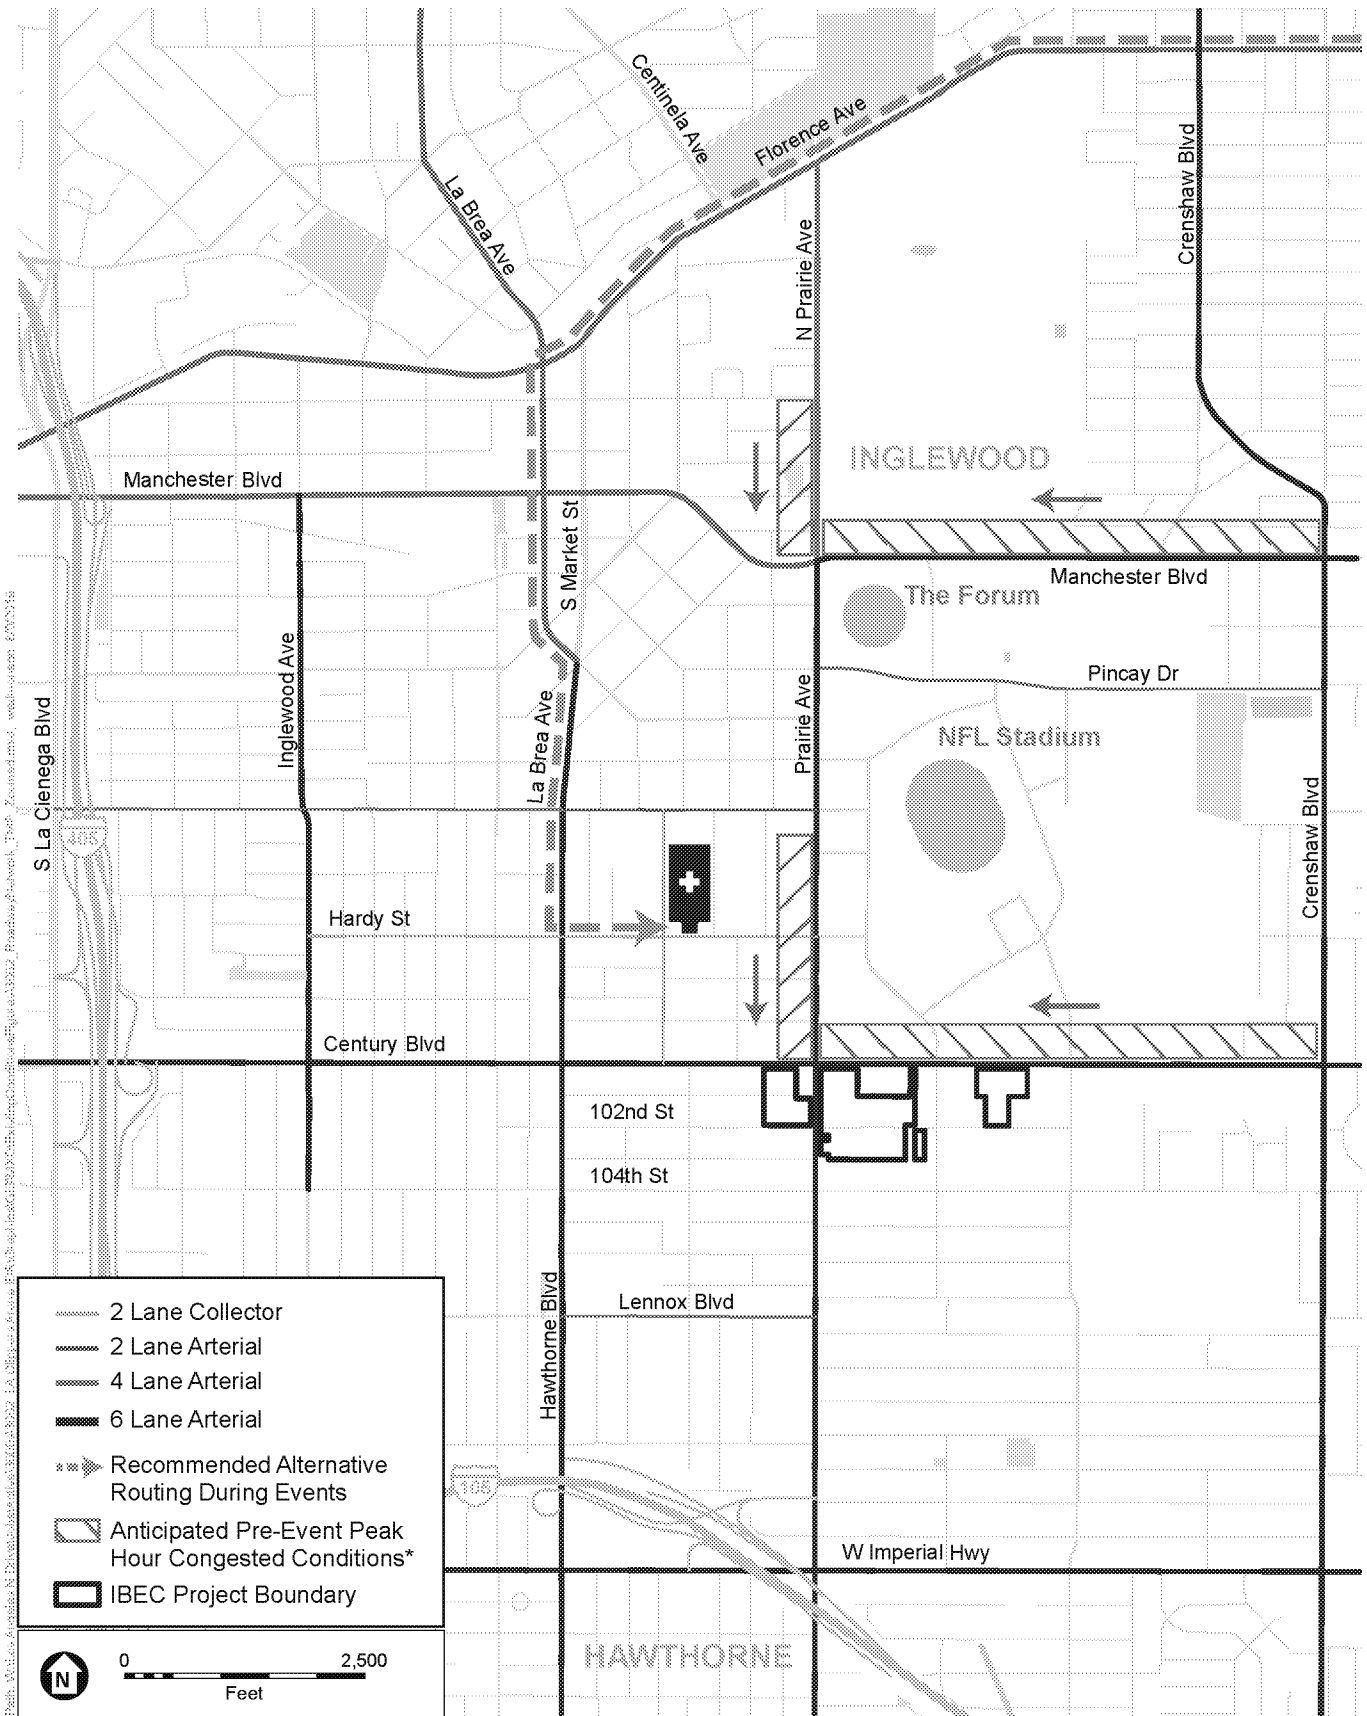 Centinela Ave
Florence Ave
La Brea Ave
Crenshaw Blvd
N Prairie Ave
INGLEWOOD
Manchester Blvd
S Market St
Manchester Blvd
The Forum
Inglewood Ave
Pincay Dr
S La Cienega Blvd
La Brea Ave
Prairie Ave
NFL Stadium
Crenshaw Blvd
405
Hardy St
Century Blvd
102nd St
104th St
Hawthorne Blvd
Lennox Blvd
105
W Imperial Hwy
HAWTHORNE
2 Lane Collector
2 Lane Arterial
4 Lane Arterial
6 Lane Arterial
Recommended Alternative
Routing During Events
Anticipated Pre-Event Peak
Hour Congested Conditions*
IBEC Project Boundary
N
0 2,500
Feet